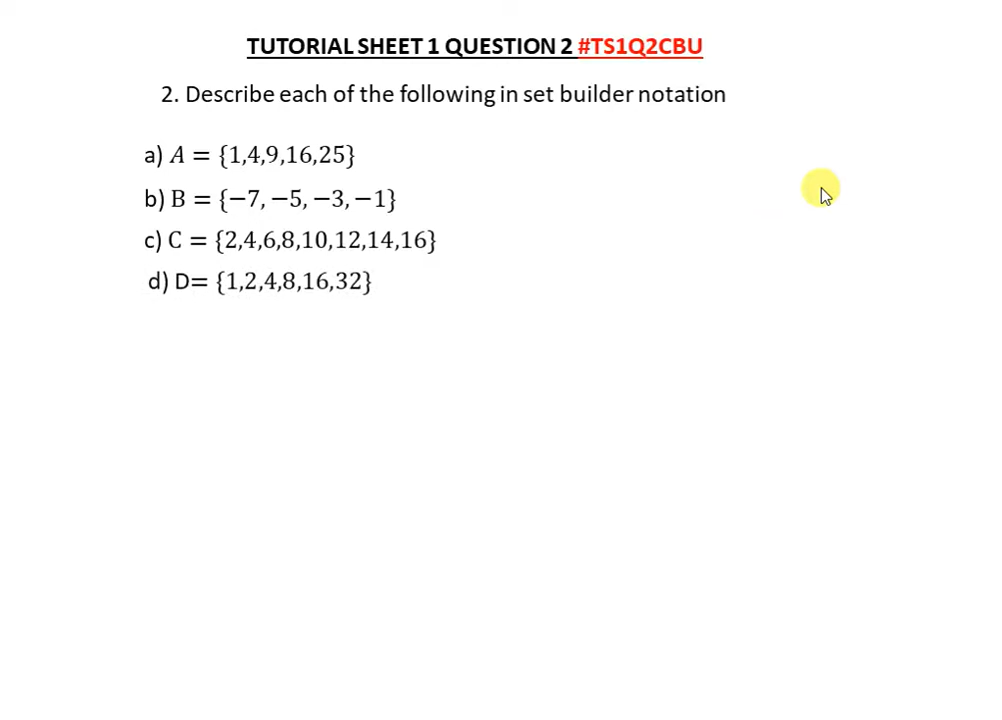 TUTORIAL SHEET 1 QUESTION 2 #TS1Q2CBU
2. Describe each of the following in set builder notation
a) A = {1,4,9,16,25}
b) B = {−7, −5, −3, −1}
c) C = {2,4,6,8,10,12,14,16}
d) D= {1,2,4,8,16,32}